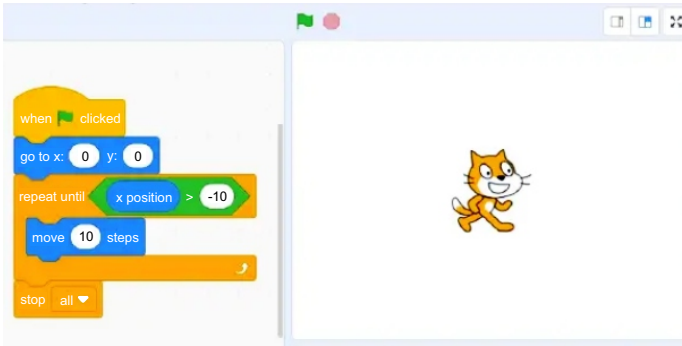 when clicked
go to x: 0 y: 0
repeat until x position > -10
move 10 steps
stop all